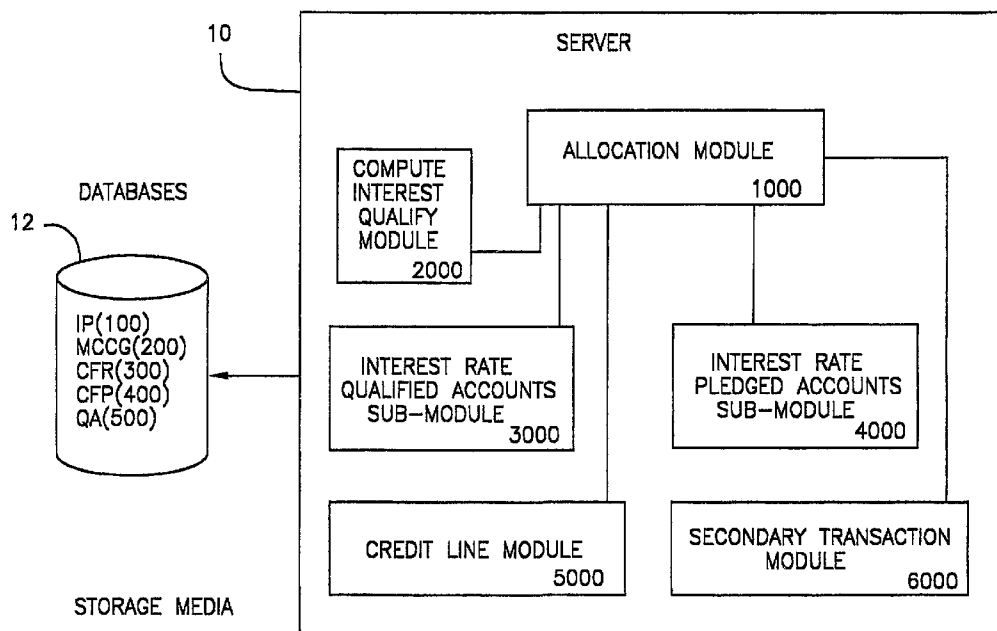 10
SERVER
ALLOCATION MODULE
1000
COMPUTE
INTEREST
QUALIFY
MODULE
2000
DATABASES
12
IP(100)
MCCG(200)
CFR(300)
CFP(400)
QA(500)
INTEREST RATE
QUALIFIED ACCOUNTS
SUB-MODULE
3000
INTEREST RATE
PLEDGED ACCOUNTS
SUB-MODULE
4000
CREDIT LINE MODULE
5000
SECONDARY TRANSACTION
MODULE
6000
STORAGE MEDIA